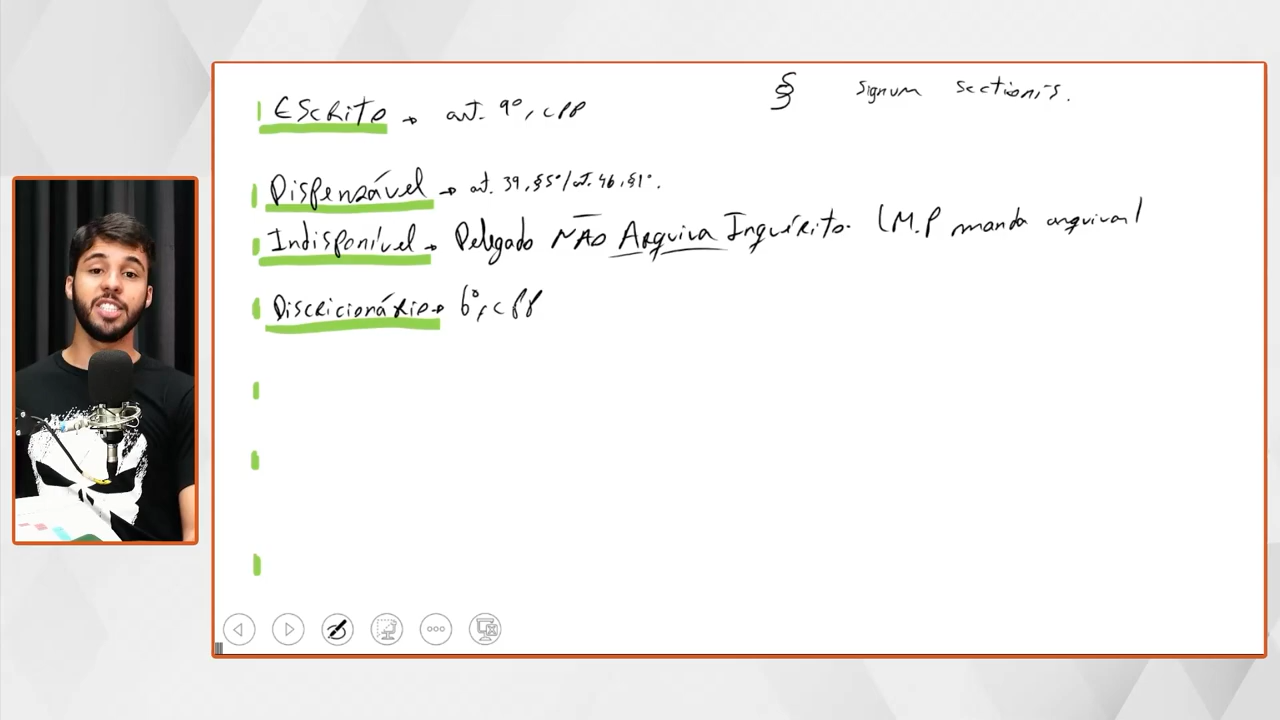 Escrito → art. 9º, CPP
§ signum sectionis.
Dispensável → art. 39, §5º/art. 46, §1º.
Indisponível → Delegado NÃO Arquiva Inquérito. (M.P manda arquivar)
Discricionário → 6º, CPP